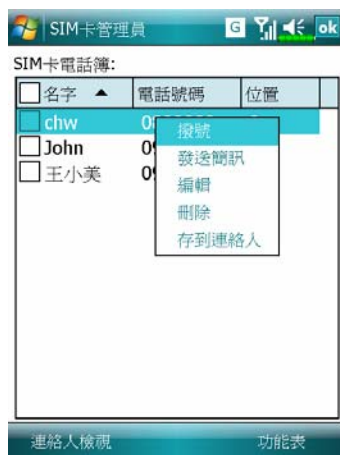 SIM卡管理員 G ok
SIM卡電話簿:
名字 ▲ 電話號碼 位置
chw
撥號
John
發送簡訊
王小美
編輯
刪除
存到連絡人
連絡人檢視 功能表